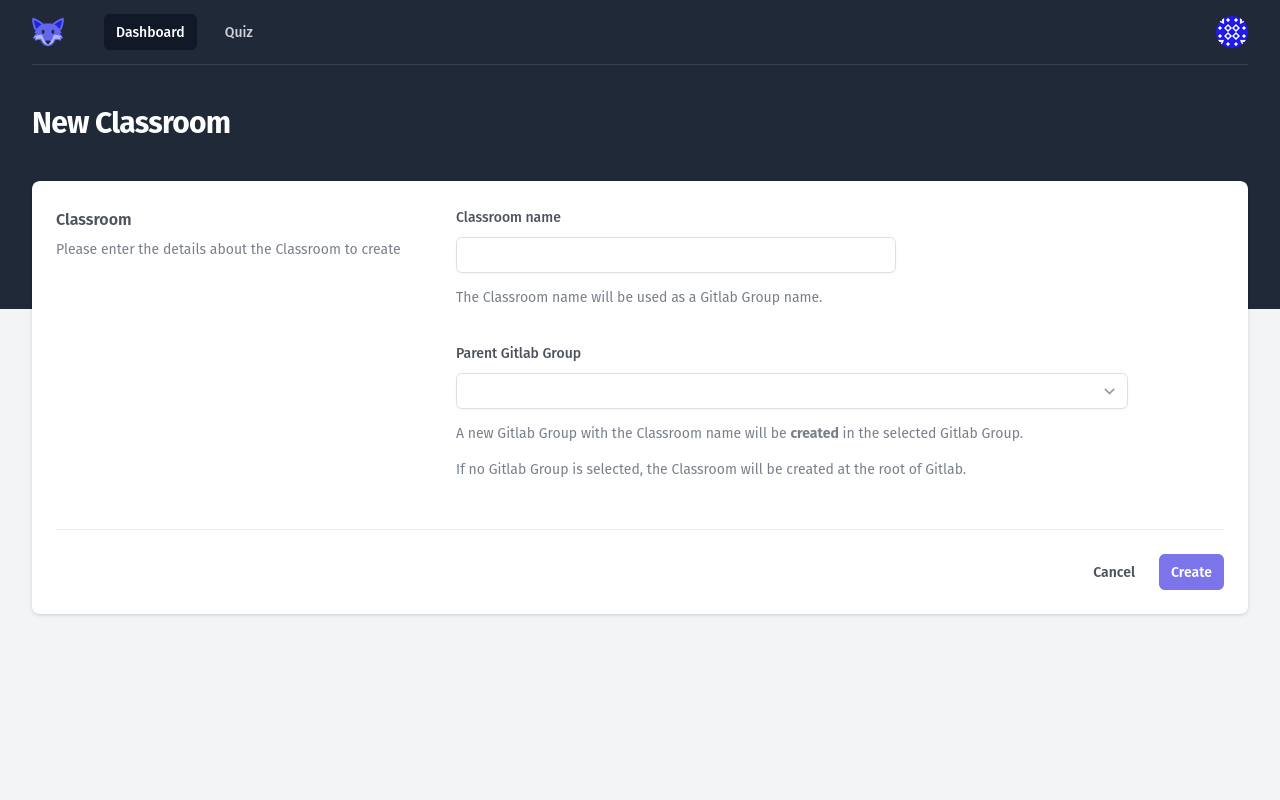 Dashboard
Quiz
New Classroom
Classroom
Please enter the details about the Classroom to create
Classroom name
The Classroom name will be used as a Gitlab Group name.
Parent Gitlab Group
A new Gitlab Group with the Classroom name will be created in the selected Gitlab Group.
If no Gitlab Group is selected, the Classroom will be created at the root of Gitlab.
Cancel
Create